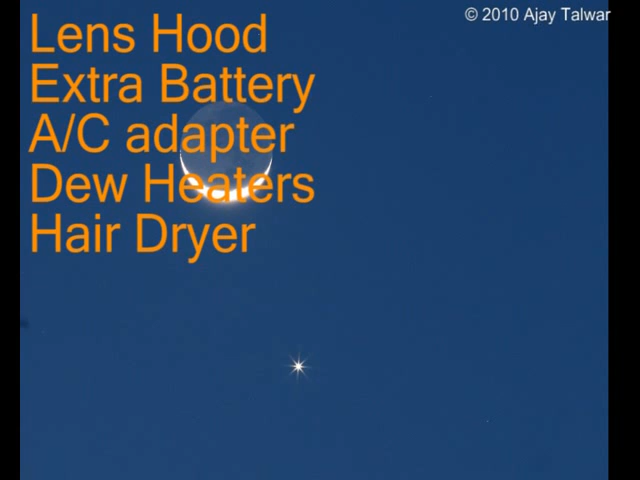 © 2010 Ajay Talwar
Lens Hood
Extra Battery
A/C adapter
Dew Heaters
Hair Dryer